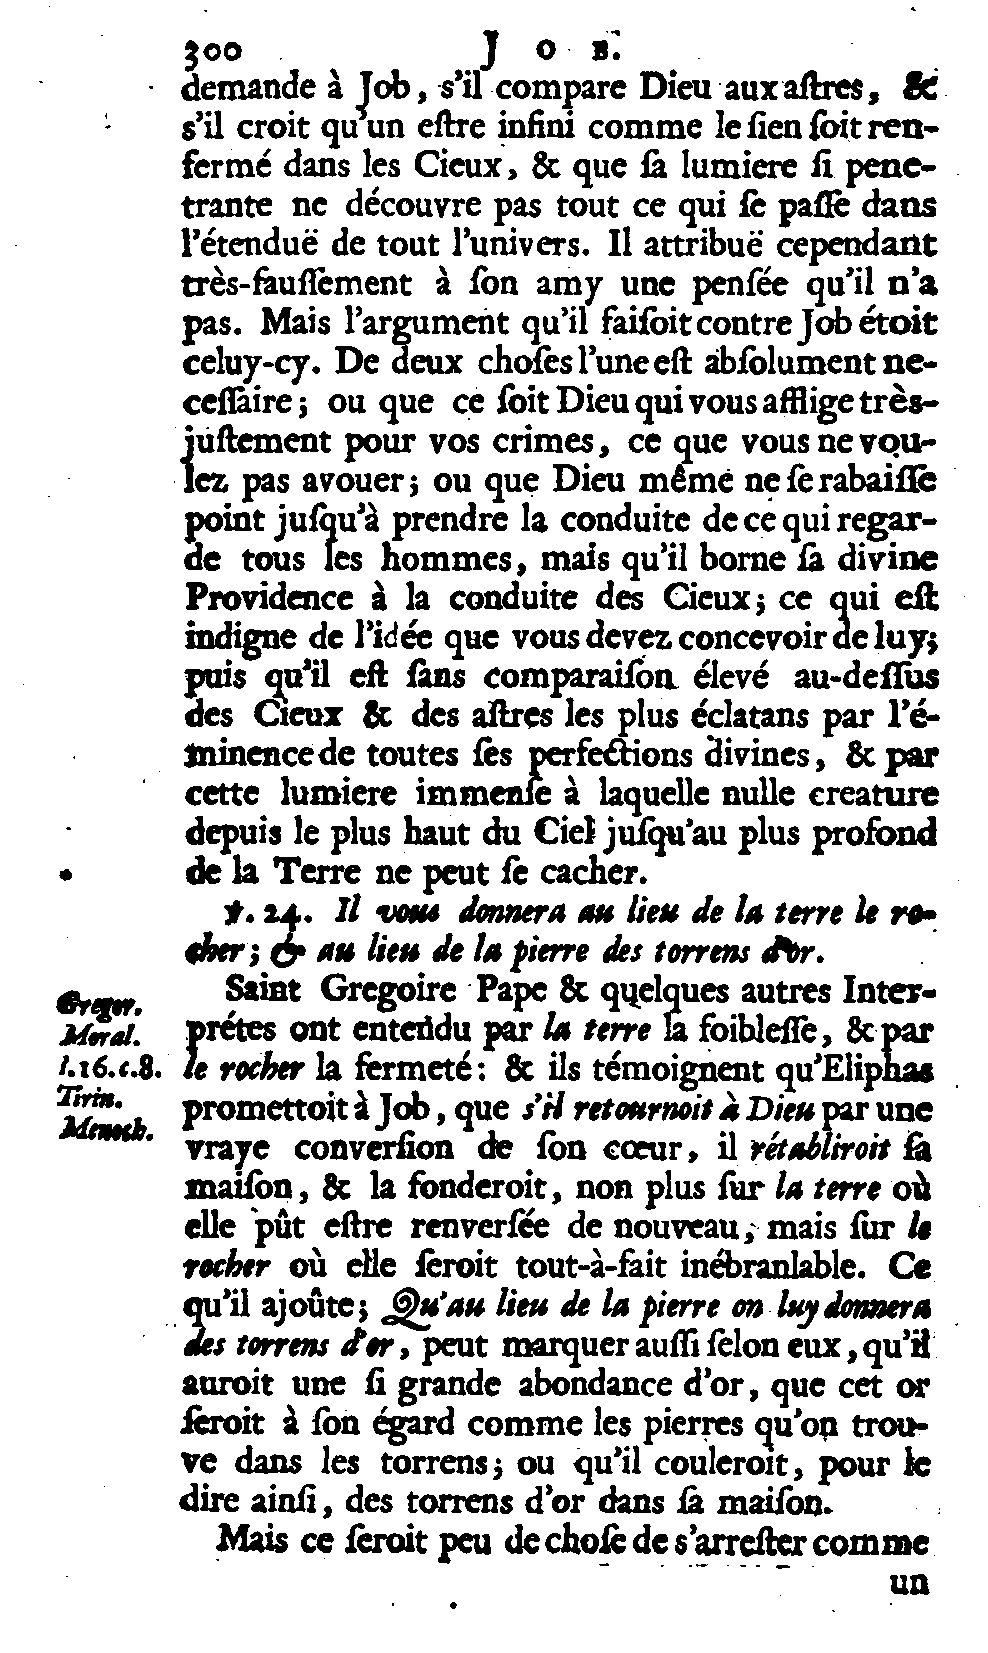 300 JOB.
demande à Job, s'il compare Dieu aux aſtres, &
s'il croit qu'un eſtre infini comme le ſien ſoit ren-
fermé dans les Cieux, & que ſa lumiere ſi pene-
trante ne découvre pas tout ce qui ſe paſſe dans
l'étenduë de tout l'univers. Il attribuë cependant
très-fauſſement à ſon amy une penſée qu'il n'a
pas. Mais l'argument qu'il faiſoit contre Job étoit
celuy-cy. De deux choſes l'une eſt abſolument ne-
ceſſaire; ou que ce ſoit Dieu qui vous afflige très-
juſtement pour vos crimes, ce que vous ne vou-
lez pas avouer; ou que Dieu même ne ſe rabaiſſe
point juſqu'à prendre la conduite de ce qui regar-
de tous les hommes, mais qu'il borne ſa divine
Providence à la conduite des Cieux; ce qui eſt
indigne de l'idée que vous devez concevoir de luy;
puis qu'il eſt ſans comparaiſon élevé au-deſſus
des Cieux & des aſtres les plus éclatans par l'é-
minence de toutes ſes perfections divines, & par
cette lumiere immenſe à laquelle nulle creature
depuis le plus haut du Ciel juſqu'au plus profond
de la Terre ne peut ſe cacher.
℣. 24. Il vous donnera au lieu de la terre le ro-
cher; & au lieu de la pierre des torrens d'or.
Saint Gregoire Pape & quelques autres Inter-
prétes ont entendu par la terre la foibleſſe, & par
le rocher la fermeté: & ils témoignent qu'Eliphas
promettoit à Job, que s'il retournoit à Dieu par une
vraye converſion de ſon cœur, il rétabliroit ſa
maiſon, & la fonderoit, non plus ſur la terre où
elle pût eſtre renverſée de nouveau, mais ſur le
rocher où elle ſeroit tout-à-fait inébranlable. Ce
qu'il ajoûte; Qu'au lieu de la pierre on luy donnera
des torrens d'or, peut marquer auſſi ſelon eux, qu'il
auroit une ſi grande abondance d'or, que cet or
ſeroit à ſon égard comme les pierres qu'on trou-
ve dans les torrens; ou qu'il couleroit, pour le
dire ainſi, des torrens d'or dans ſa maiſon.
Mais ce ſeroit peu de choſe de s'arreſter comme
un
Gregor.
Moral.
l.16.c.8.
Tirin.
Menoch.